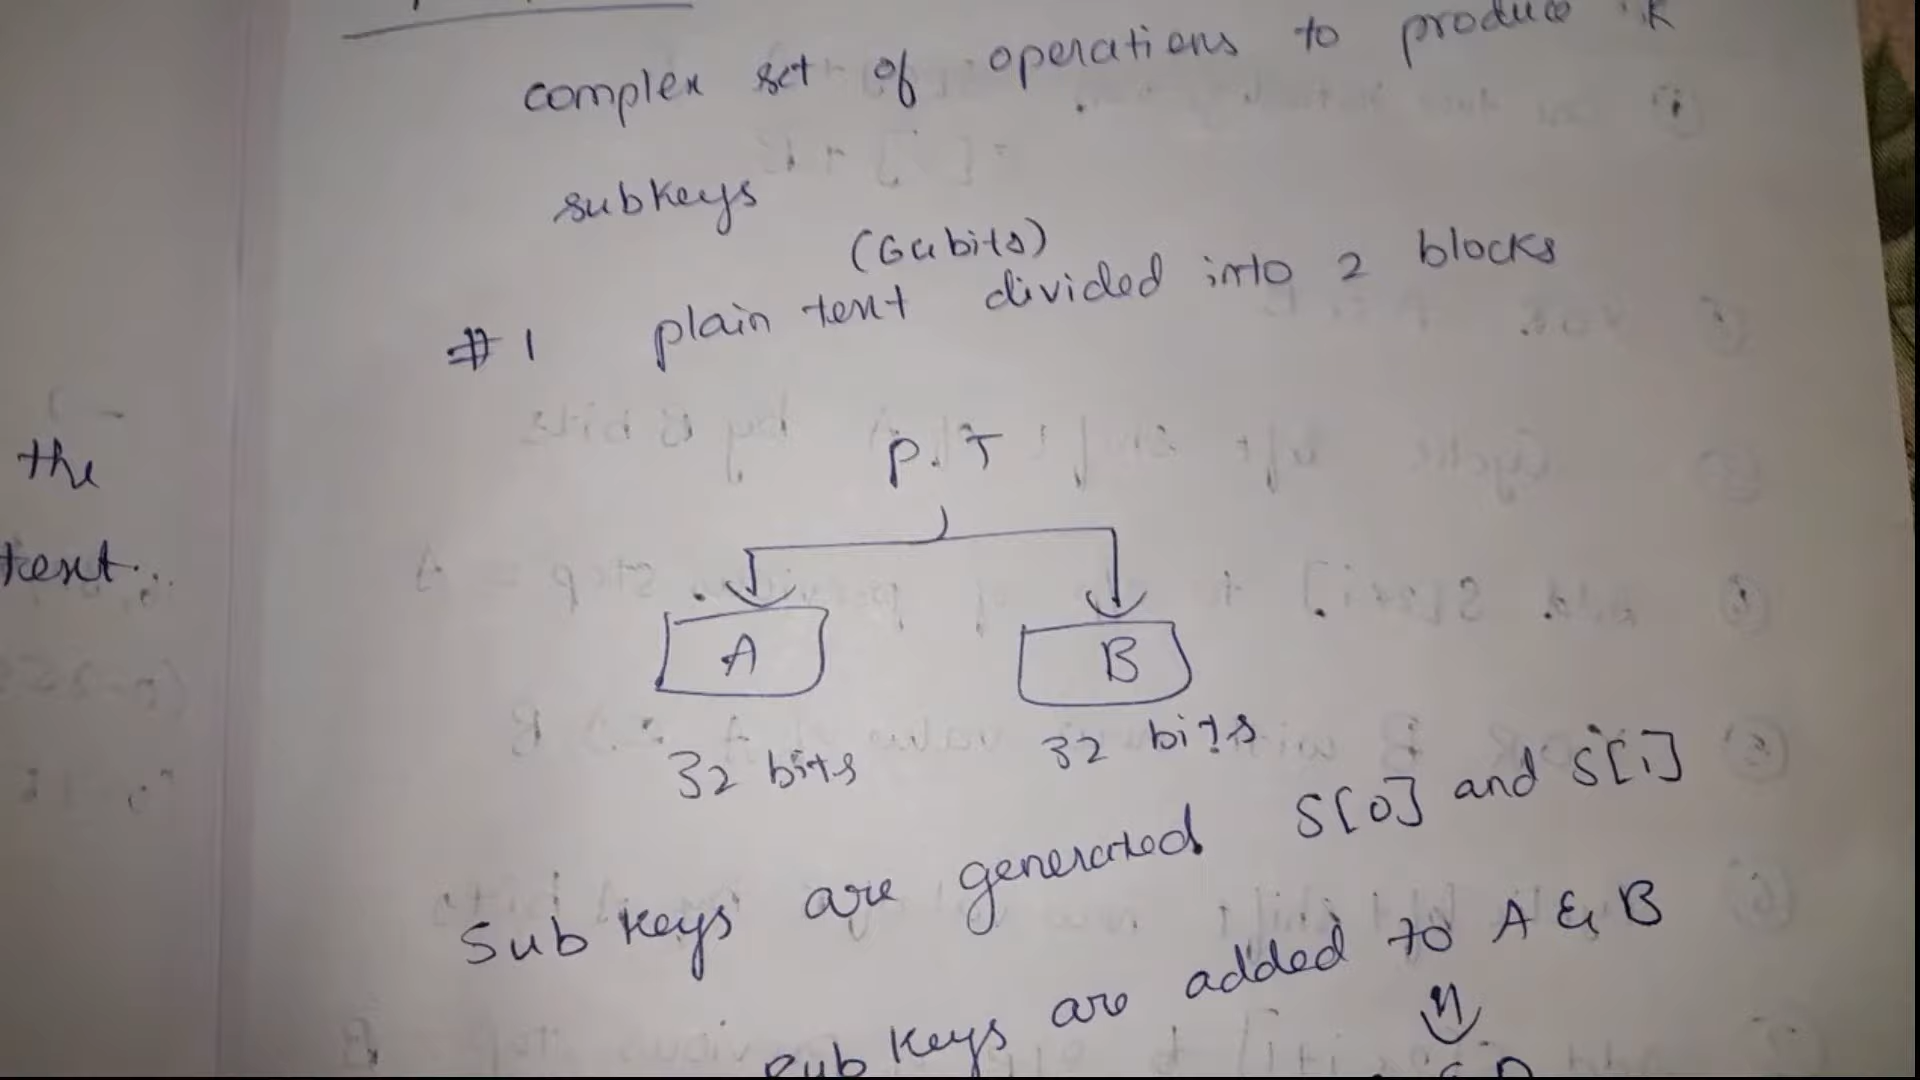 complex set of operations to produce
subkeys
(64 bits)
#1 plain text divided into 2 blocks
P.T
A B
32 bits 32 bits
Sub keys are generated S[0] and S[1]
sub keys are added to A & B
the
text.